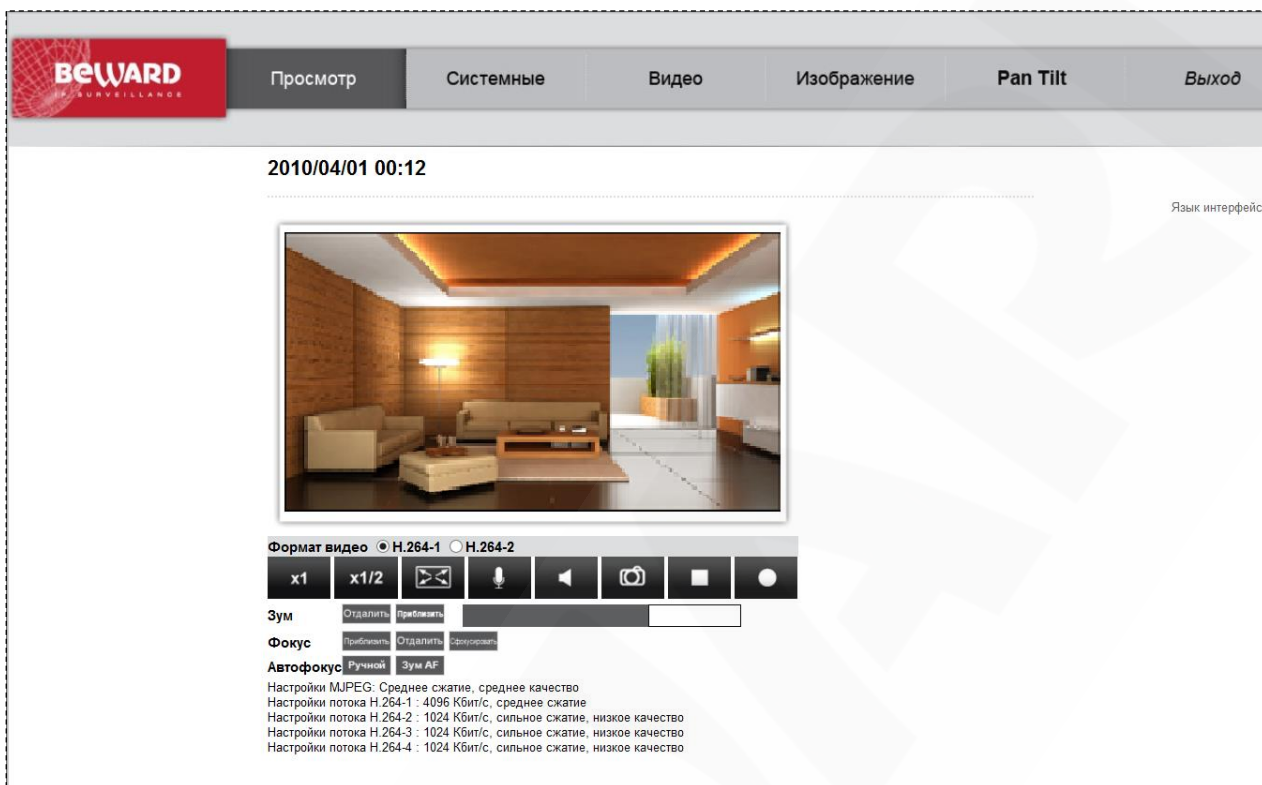 BEWARD
IP SURVEILLANCE
Просмотр
Системные
Видео
Изображение
Pan Tilt
Выход
2010/04/01 00:12
Язык интерфейс
Формат видео H.264-1 H.264-2
x1 x1/2
Зум Отдалить Приблизить
Фокус Приблизить Отдалить Сфокусировать
Автофокус Ручной Зум AF
Настройки MJPEG: Среднее сжатие, среднее качество
Настройки потока H.264-1 : 4096 Кбит/с, среднее сжатие
Настройки потока H.264-2 : 1024 Кбит/с, сильное сжатие, низкое качество
Настройки потока H.264-3 : 1024 Кбит/с, сильное сжатие, низкое качество
Настройки потока H.264-4 : 1024 Кбит/с, сильное сжатие, низкое качество